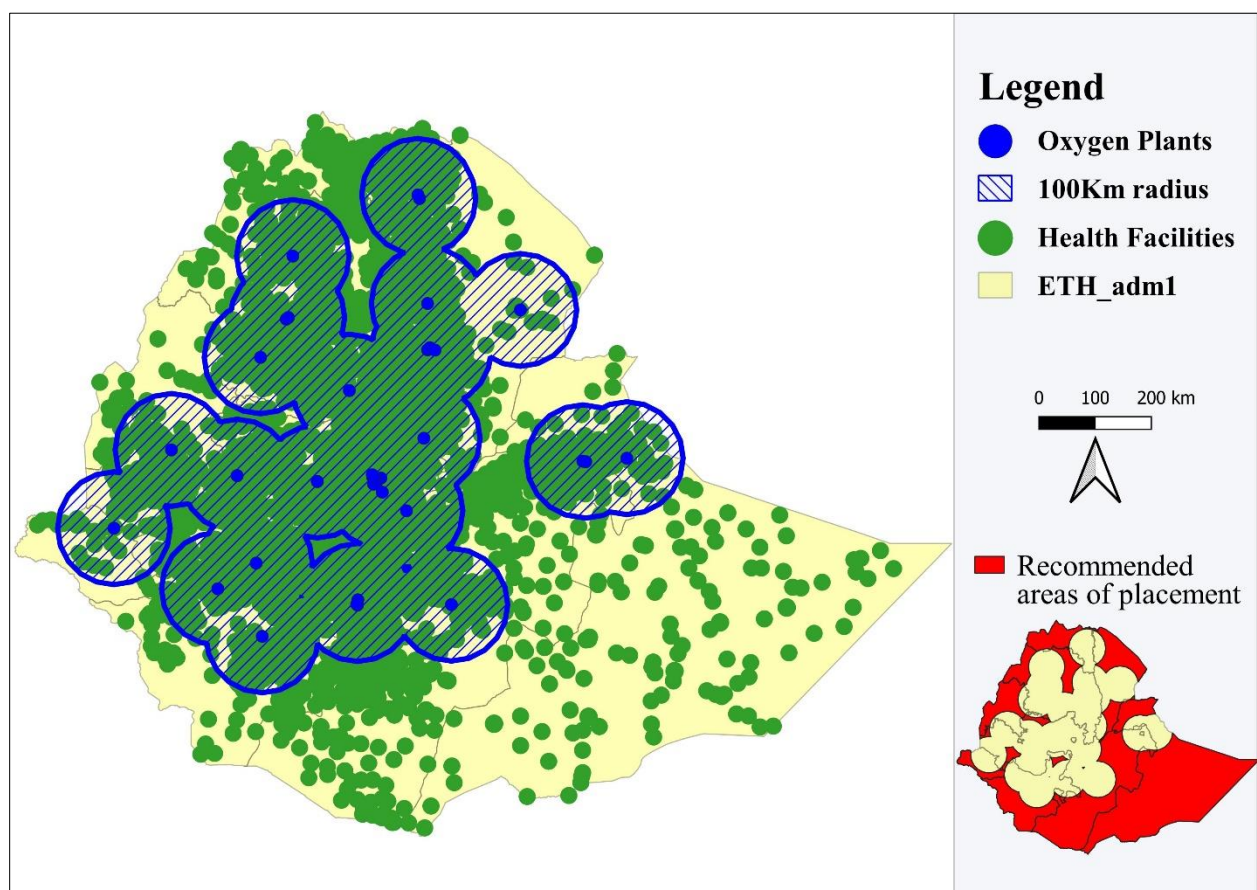 Legend
Oxygen Plants
100Km radius
Health Facilities
ETH_adm1
0 100 200 km
Recommended
areas of placement